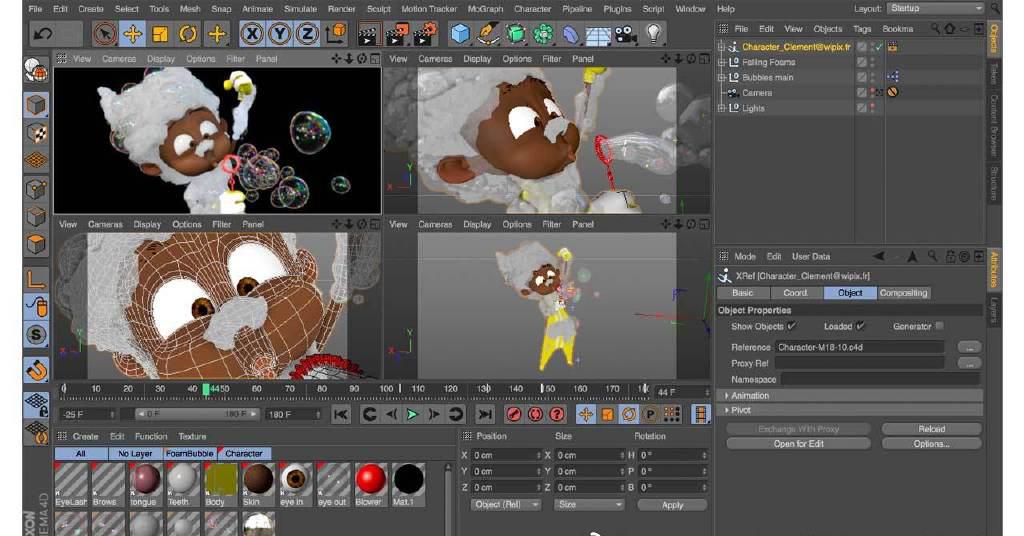 File Edit Create Select Tools Mesh Snap Animate Simulate Render Sculpt Motion Tracker MoGraph Character Pipeline Plugins Script Window Help Layout: Startup
X Y Z
File Edit View Objects Tags Bookma
Objects
Takes
Content Browser
Structure
Character_Clement@wipix.fr
Falling Foams
Bubbles main
Camera
Lights
View Cameras Display Options Filter Panel
View Cameras Display Options Filter Panel
View Cameras Display Options Filter Panel
View Cameras Display Options Filter Panel
Mode Edit User Data
Attributes
Layers
XRef [Character_Clement@wipix.fr]
Basic Coord. Object Compositing
Object Properties
Show Objects Loaded Generator
Reference Character-M18-10.c4d ...
Proxy Ref ...
Namespace
Animation
Pivot
Exchange With Proxy Reload
Open for Edit Options...
0 10 20 30 40 4450 60 70 80 90 100 110 120 130 140 150 160 170 44 F
-25 F 0 F 180 F 180 F
Create Edit Function Texture
All No Layer FoamBubble Character
EyeLash Brows tongue Teeth Body Skin eye in eye out Blower Mat.1
Position Size Rotation
X 0 cm X 0 cm H 0 °
Y 0 cm Y 0 cm P 0 °
Z 0 cm Z 0 cm B 0 °
Object (Rel) Size Apply